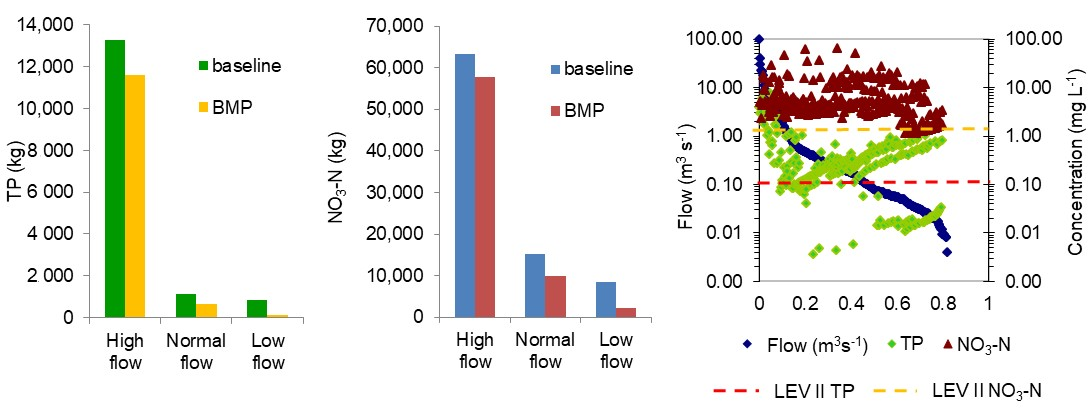 TP (kg)
14,000
12,000
10,000
8 000
6 000
4 000
2 000
0
baseline
BMP
High flow
Normal flow
Low flow
NO₃-N (kg)
70,000
60,000
50,000
40,000
30,000
20,000
10,000
0
baseline
BMP
High flow
Normal flow
Low flow
Flow (m³ s⁻¹)
100.00
10.00
1.00
0.10
0.01
0.00
100.00
10.00
1.00
0.10
0.01
0.00
Concentration (mg L⁻¹)
0 0.2 0.4 0.6 0.8 1
Flow (m³s⁻¹) TP NO₃-N
LEV II TP LEV II NO₃-N